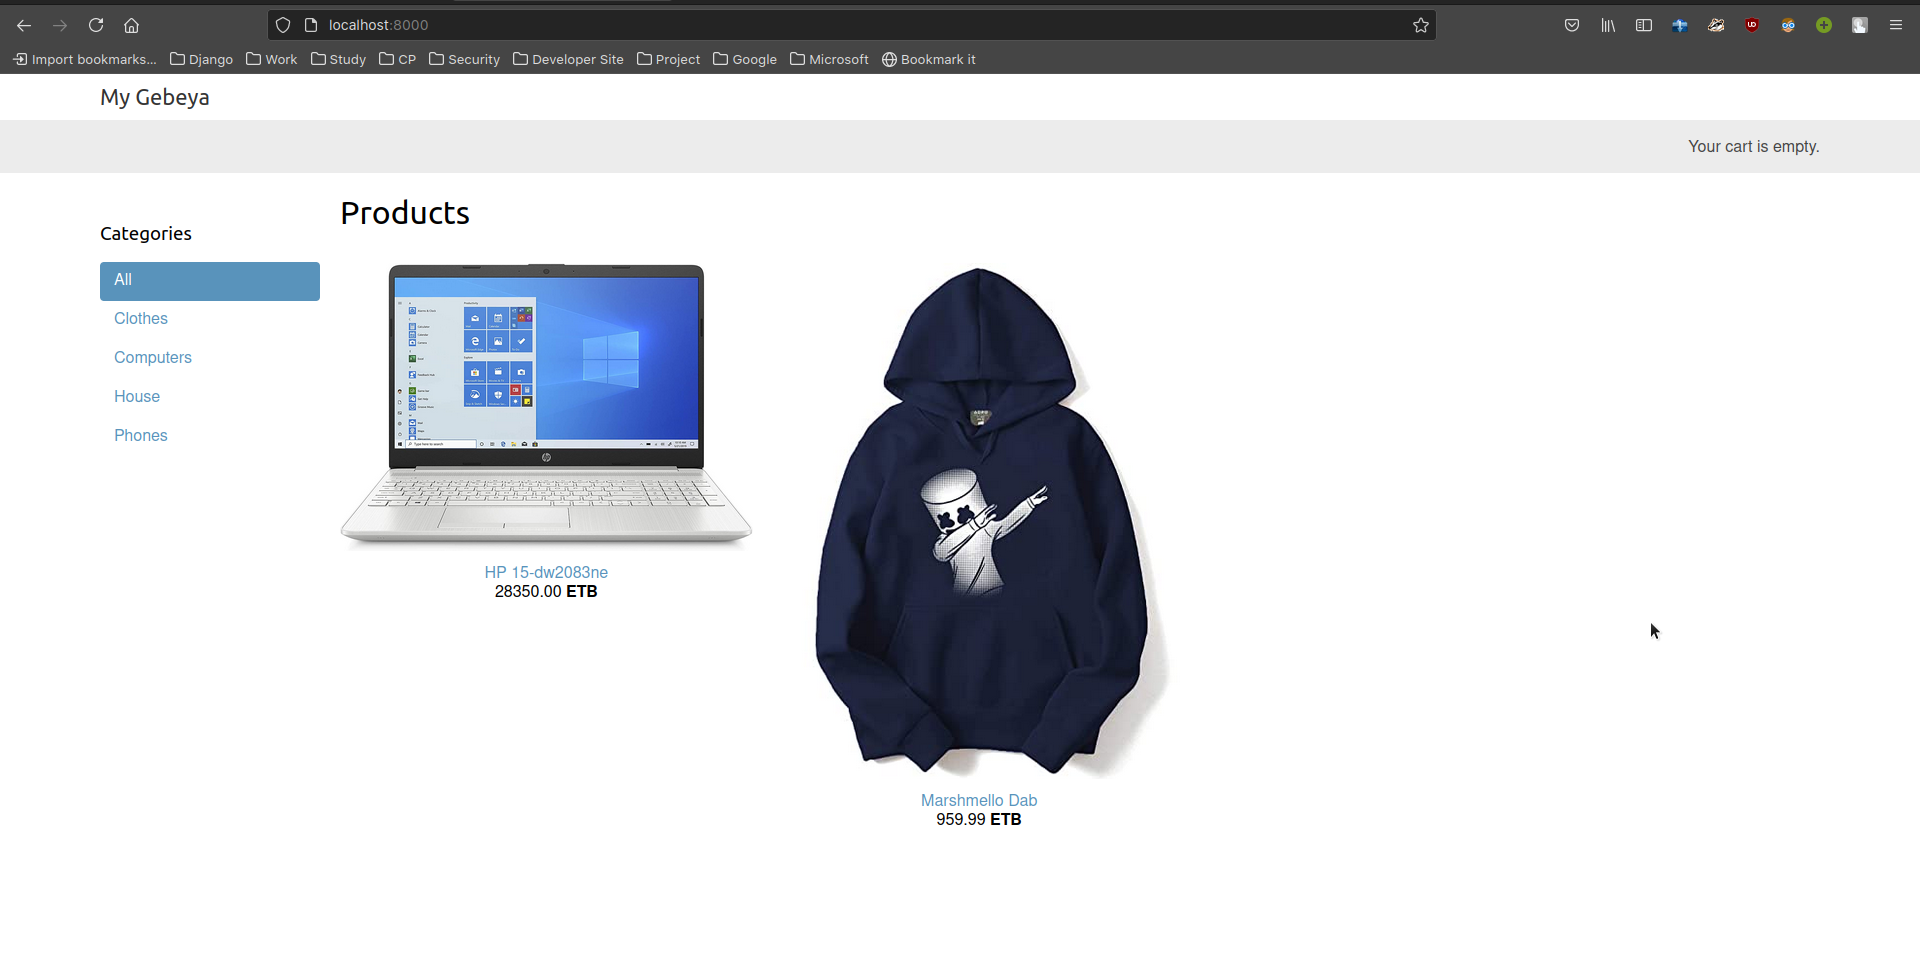 localhost:8000
Import bookmarks... Django Work Study CP Security Developer Site Project Google Microsoft Bookmark it
My Gebeya
Your cart is empty.
Products
Categories
All
Clothes
Computers
House
Phones
HP 15-dw2083ne
28350.00 ETB
Marshmello Dab
959.99 ETB